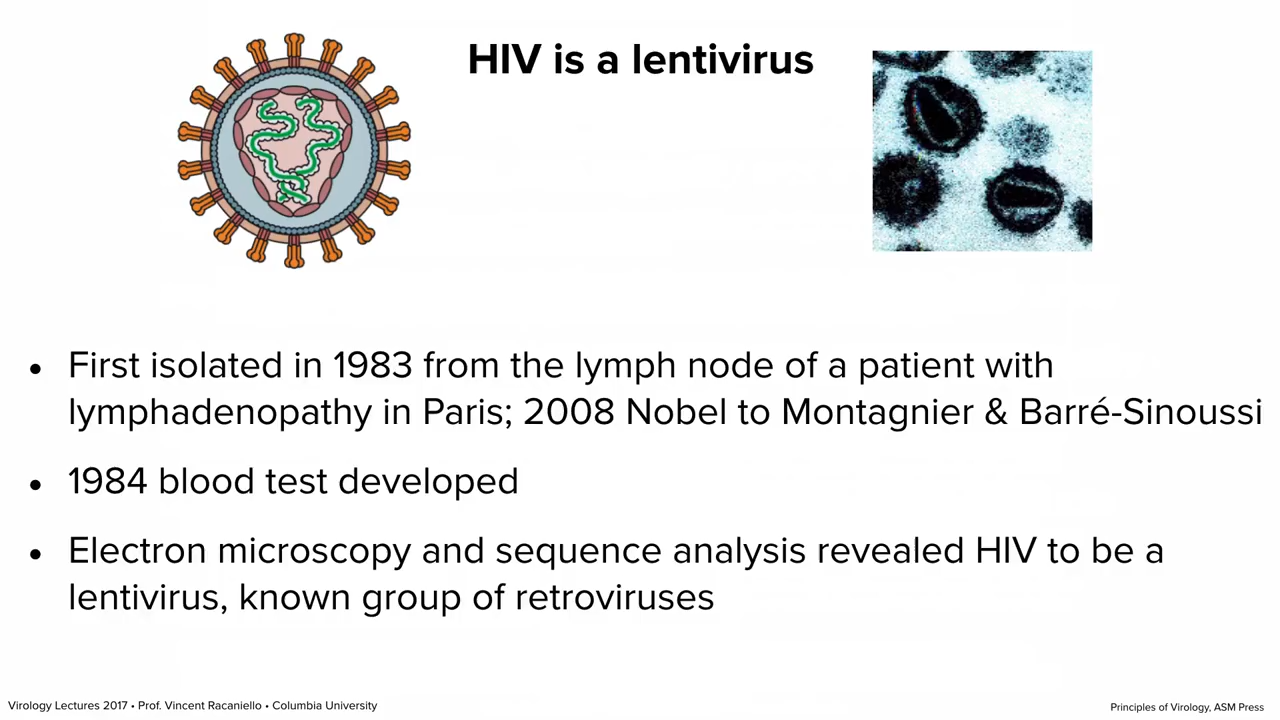 HIV is a lentivirus
• First isolated in 1983 from the lymph node of a patient with
lymphadenopathy in Paris; 2008 Nobel to Montagnier & Barré-Sinoussi
• 1984 blood test developed
• Electron microscopy and sequence analysis revealed HIV to be a
lentivirus, known group of retroviruses
Virology Lectures 2017 • Prof. Vincent Racaniello • Columbia University
Principles of Virology, ASM Press